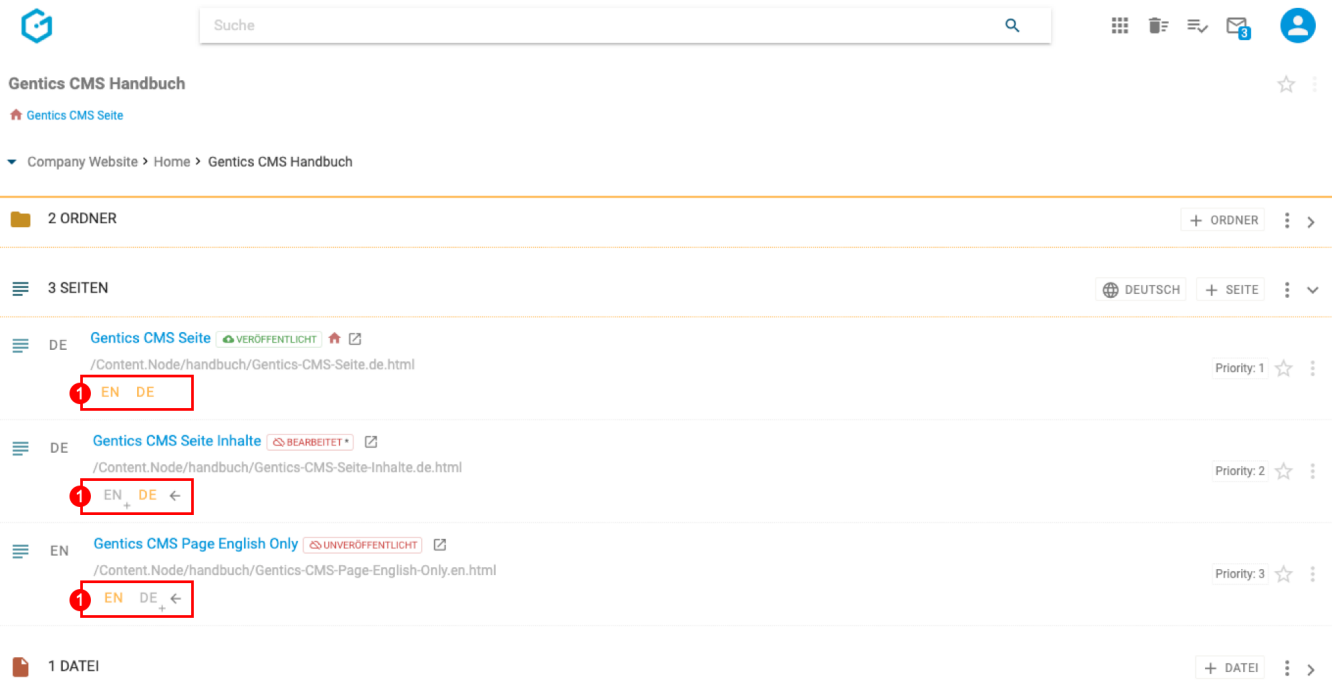 Suche
3
Gentics CMS Handbuch
Gentics CMS Seite
Company Website > Home > Gentics CMS Handbuch
2 ORDNER + ORDNER
3 SEITEN DEUTSCH + SEITE
DE Gentics CMS Seite VERÖFFENTLICHT
/Content.Node/handbuch/Gentics-CMS-Seite.de.html Priority: 1
1 EN DE
DE Gentics CMS Seite Inhalte BEARBEITET *
/Content.Node/handbuch/Gentics-CMS-Seite-Inhalte.de.html Priority: 2
1 EN + DE ←
EN Gentics CMS Page English Only UNVERÖFFENTLICHT
/Content.Node/handbuch/Gentics-CMS-Page-English-Only.en.html Priority: 3
1 EN DE + ←
1 DATEI + DATEI